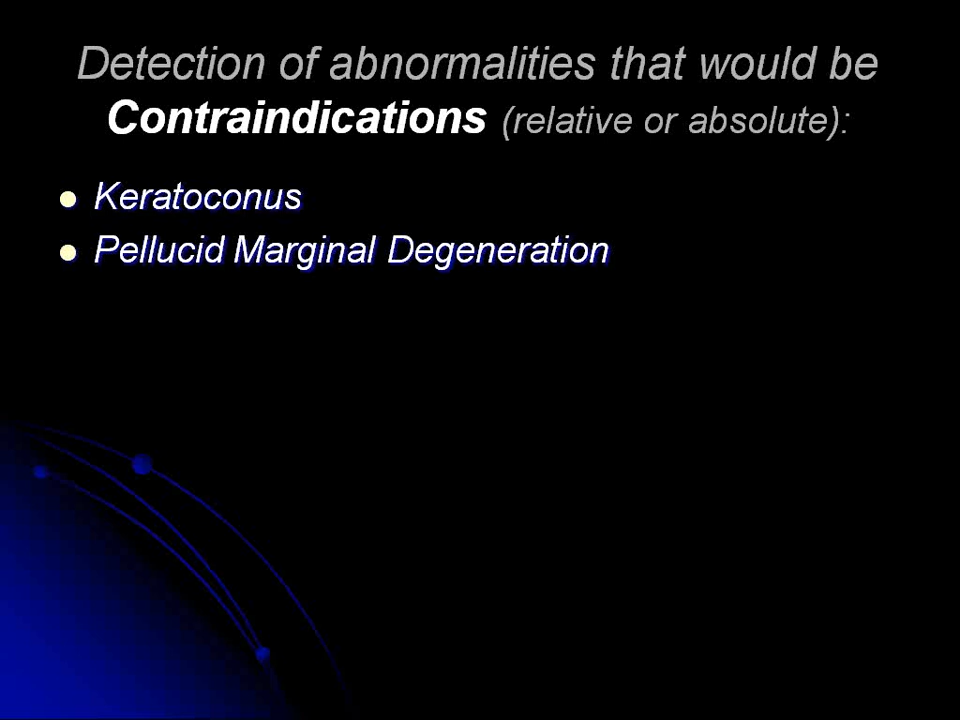 Detection of abnormalities that would be
Contraindications (relative or absolute):
Keratoconus
Pellucid Marginal Degeneration